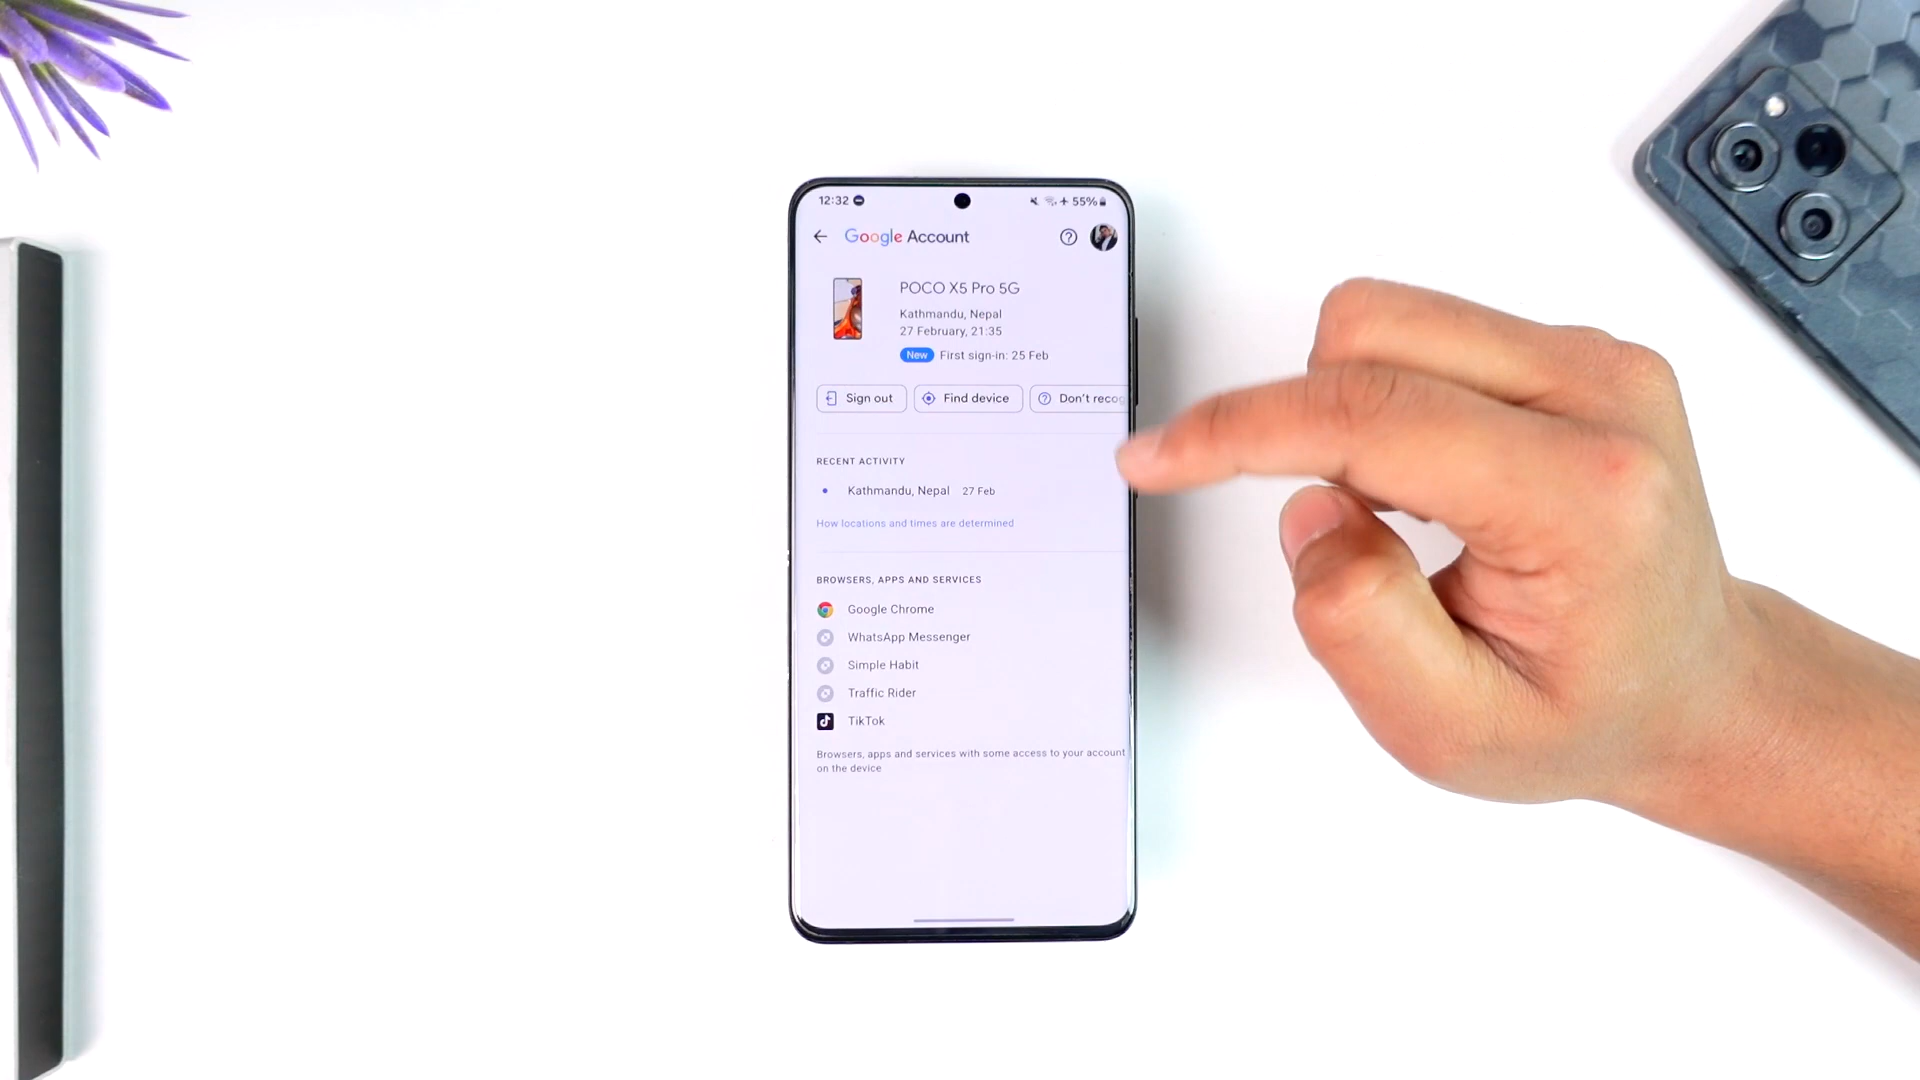 12:32 55%
Google Account
POCO X5 Pro 5G
Kathmandu, Nepal
27 February, 21:35
New First sign-in: 25 Feb
Sign out Find device Don't recog
RECENT ACTIVITY
Kathmandu, Nepal 27 Feb
How locations and times are determined
BROWSERS, APPS AND SERVICES
Google Chrome
WhatsApp Messenger
Simple Habit
Traffic Rider
TikTok
Browsers, apps and services with some access to your account
on the device